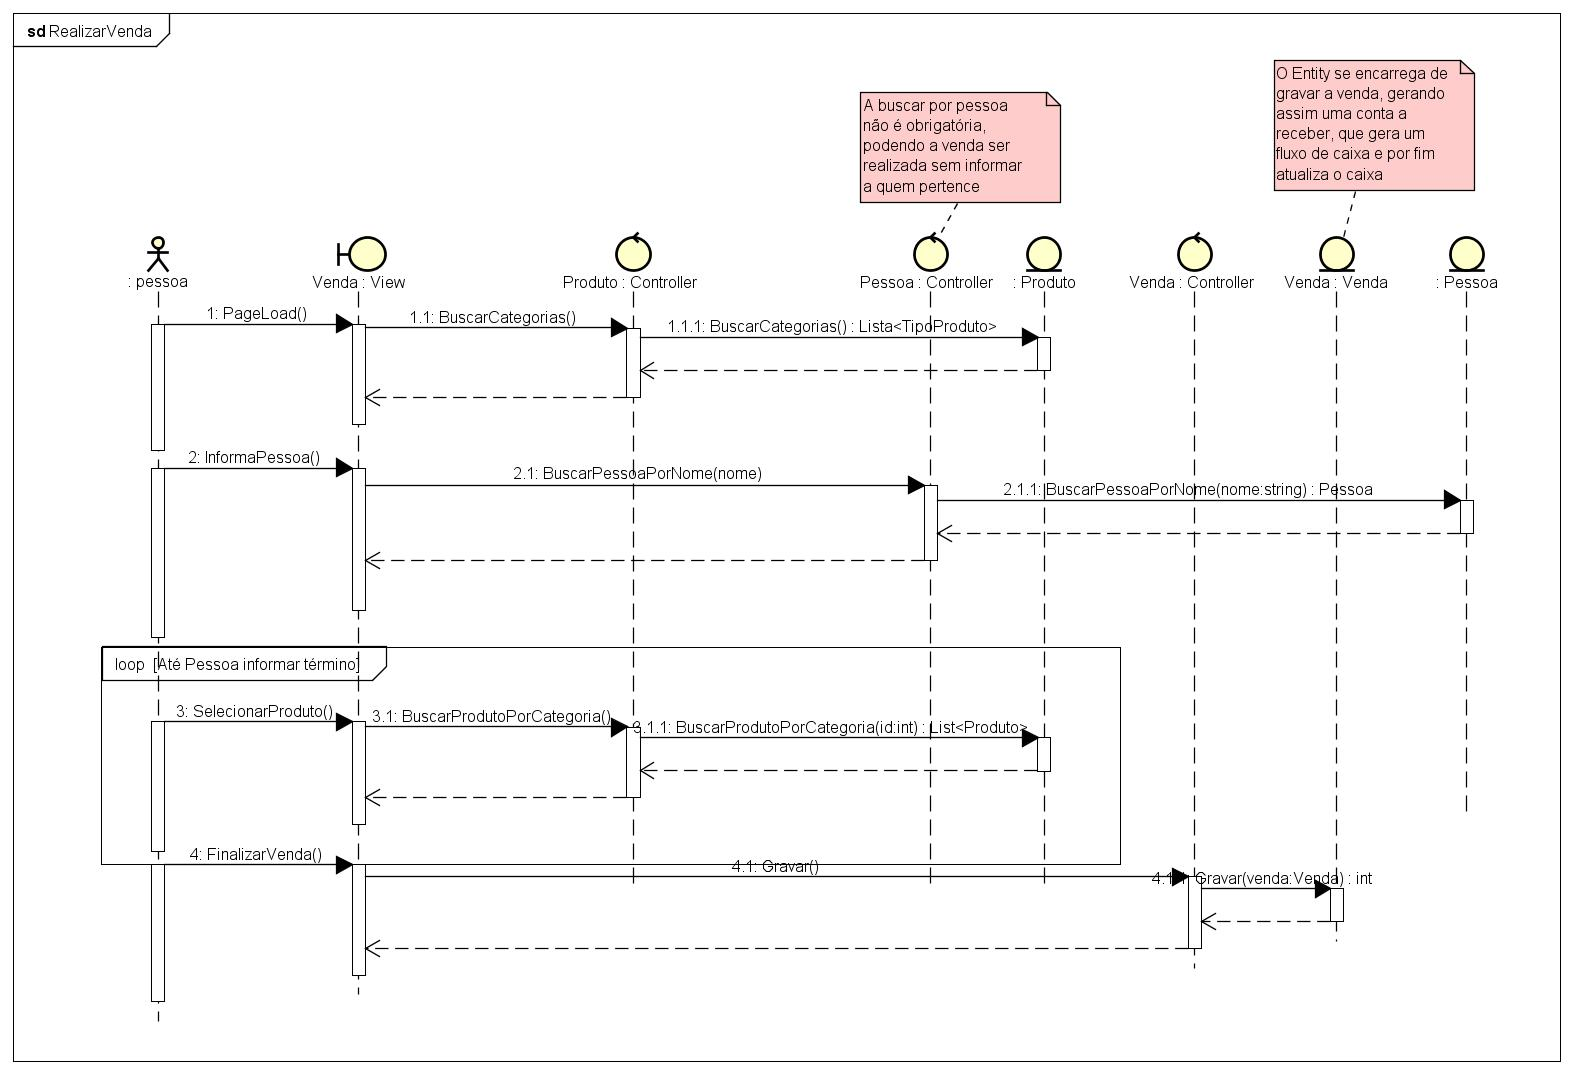 sd RealizarVenda
O Entity se encarrega de
gravar a venda, gerando
assim uma conta a
receber, que gera um
fluxo de caixa e por fim
atualiza o caixa
A buscar por pessoa
não é obrigatória,
podendo a venda ser
realizada sem informar
a quem pertence
: pessoa
Venda : View
Produto : Controller
Pessoa : Controller
: Produto
Venda : Controller
Venda : Venda
: Pessoa
1: PageLoad()
1.1: BuscarCategorias()
1.1.1: BuscarCategorias() : Lista<TipoProduto>
2: InformaPessoa()
2.1: BuscarPessoaPorNome(nome)
2.1.1: BuscarPessoaPorNome(nome:string) : Pessoa
loop [Até Pessoa informar término]
3: SelecionarProduto()
3.1: BuscarProdutoPorCategoria()
3.1.1: BuscarProdutoPorCategoria(id:int) : List<Produto>
4: FinalizarVenda()
4.1: Gravar()
4.1.1: Gravar(venda:Venda) : int